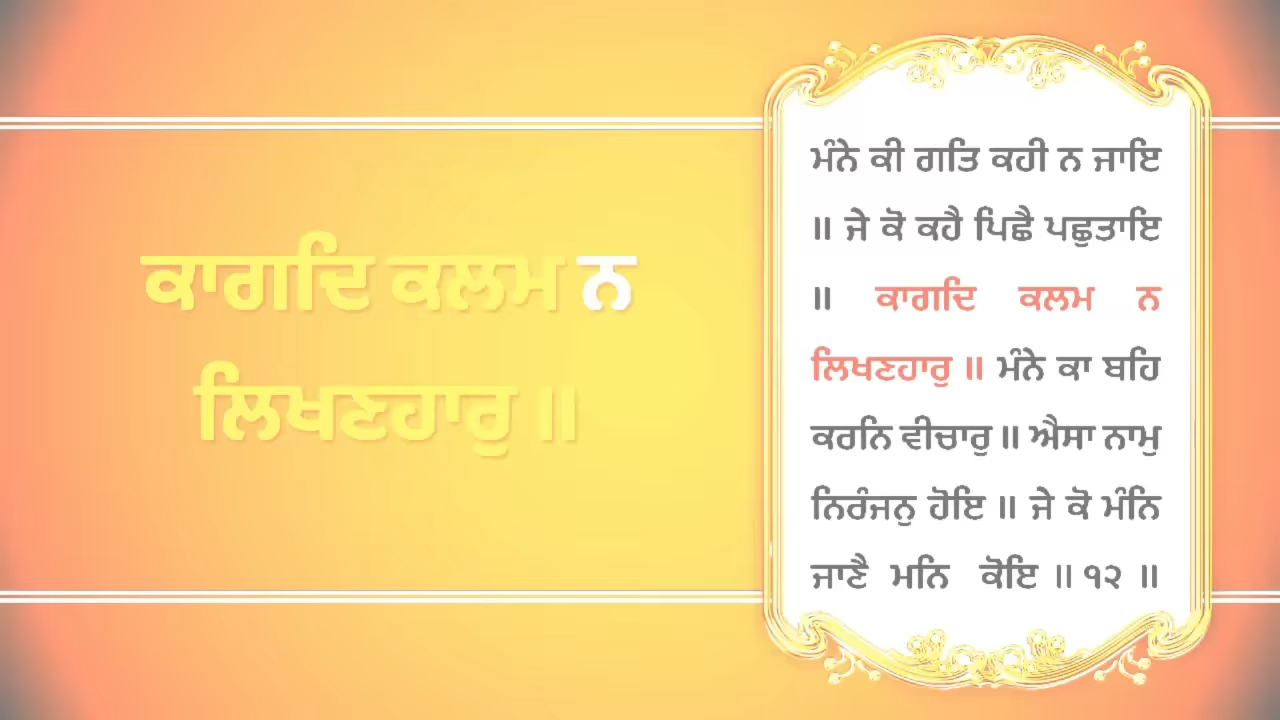 ਕਾਗਦਿ ਕਲਮ ਨ
ਲਿਖਣਹਾਰੁ ॥
ਮੰਨੇ ਕੀ ਗਤਿ ਕਹੀ ਨ ਜਾਇ
॥ ਜੇ ਕੋ ਕਹੈ ਪਿਛੈ ਪਛੁਤਾਇ
॥ ਕਾਗਦਿ ਕਲਮ ਨ
ਲਿਖਣਹਾਰੁ ॥ ਮੰਨੇ ਕਾ ਬਹਿ
ਕਰਨਿ ਵੀਚਾਰੁ ॥ ਐਸਾ ਨਾਮੁ
ਨਿਰੰਜਨੁ ਹੋਇ ॥ ਜੇ ਕੋ ਮੰਨਿ
ਜਾਣੈ ਮਨਿ ਕੋਇ ॥੧੨ ॥